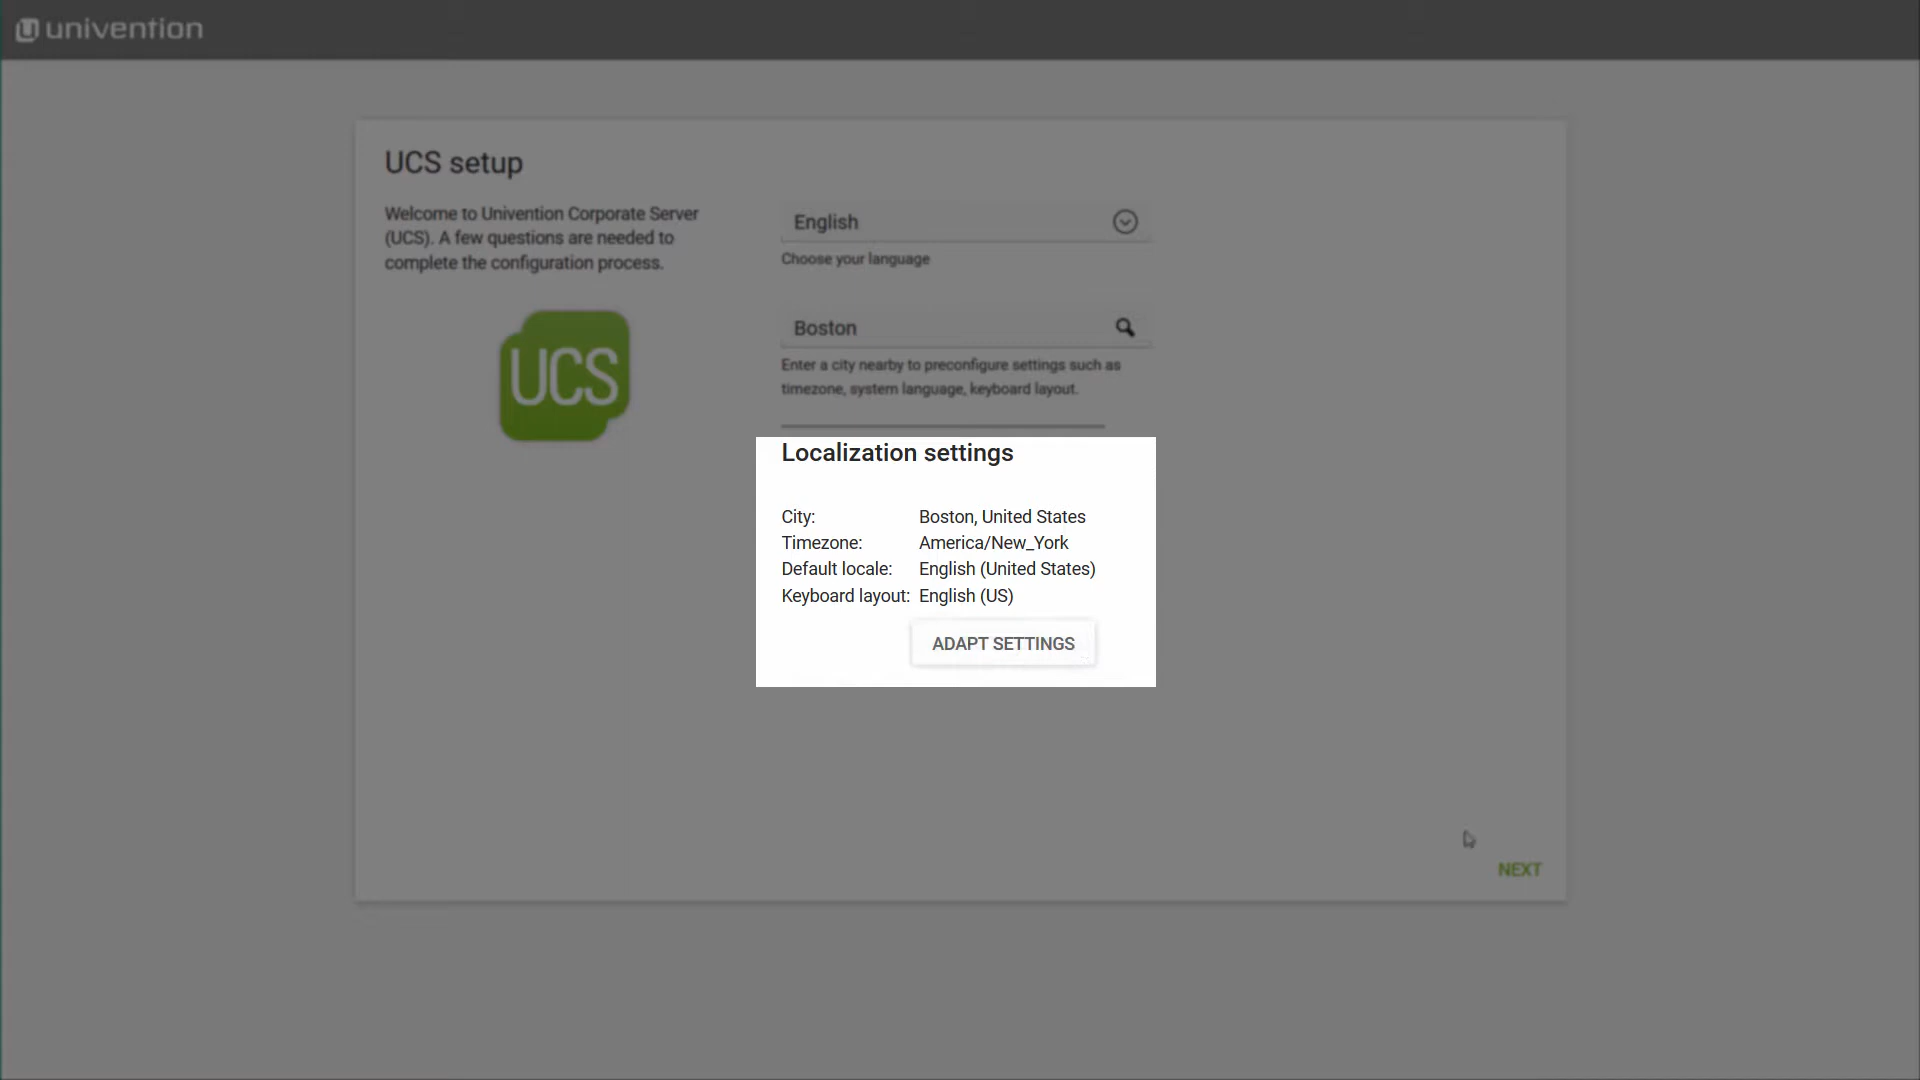 univention
UCS setup
Welcome to Univention Corporate Server
(UCS). A few questions are needed to
complete the configuration process.
UCS
English
Choose your language
Boston
Enter a city nearby to preconfigure settings such as
timezone, system language, keyboard layout.
Localization settings
City: Boston, United States
Timezone: America/New_York
Default locale: English (United States)
Keyboard layout: English (US)
ADAPT SETTINGS
NEXT